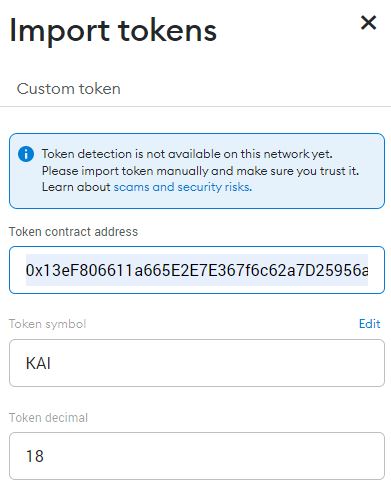 Import tokens
Custom token
Token detection is not available on this network yet.
Please import token manually and make sure you trust it.
Learn about scams and security risks.
Token contract address
0x13eF806611a665E2E7E367f6c62a7D25956a
Token symbol
Edit
KAI
Token decimal
18